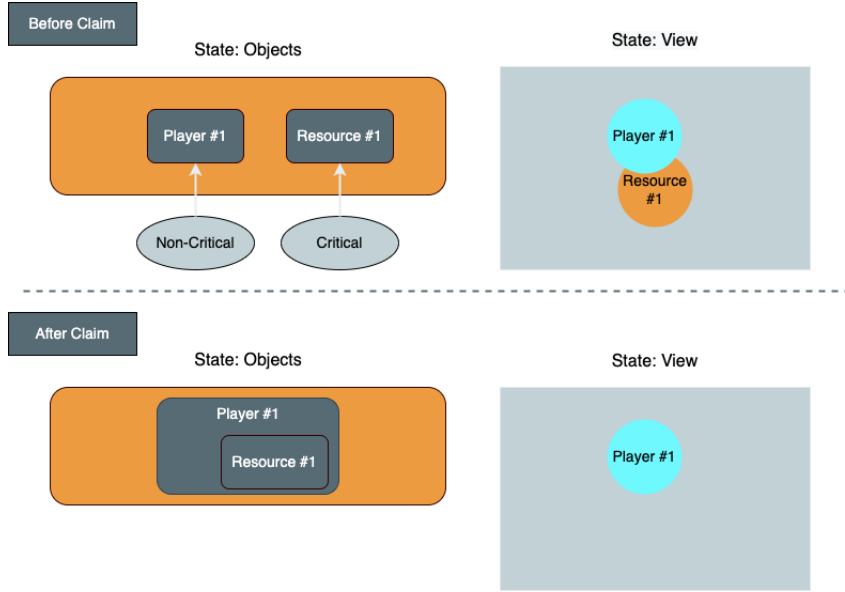 Before Claim
State: Objects
State: View
Player #1
Resource #1
Player #1
Resource
#1
Non-Critical
Critical
After Claim
State: Objects
State: View
Player #1
Resource #1
Player #1